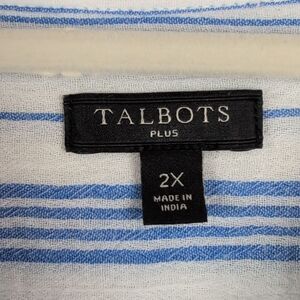 TALBOTS
PLUS
2X
MADE IN
INDIA